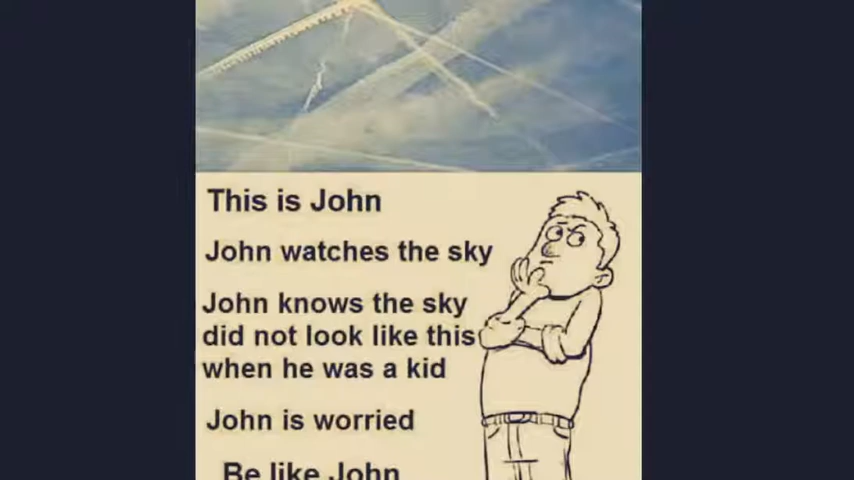 This is John
John watches the sky
John knows the sky
did not look like this
when he was a kid
John is worried
Be like John